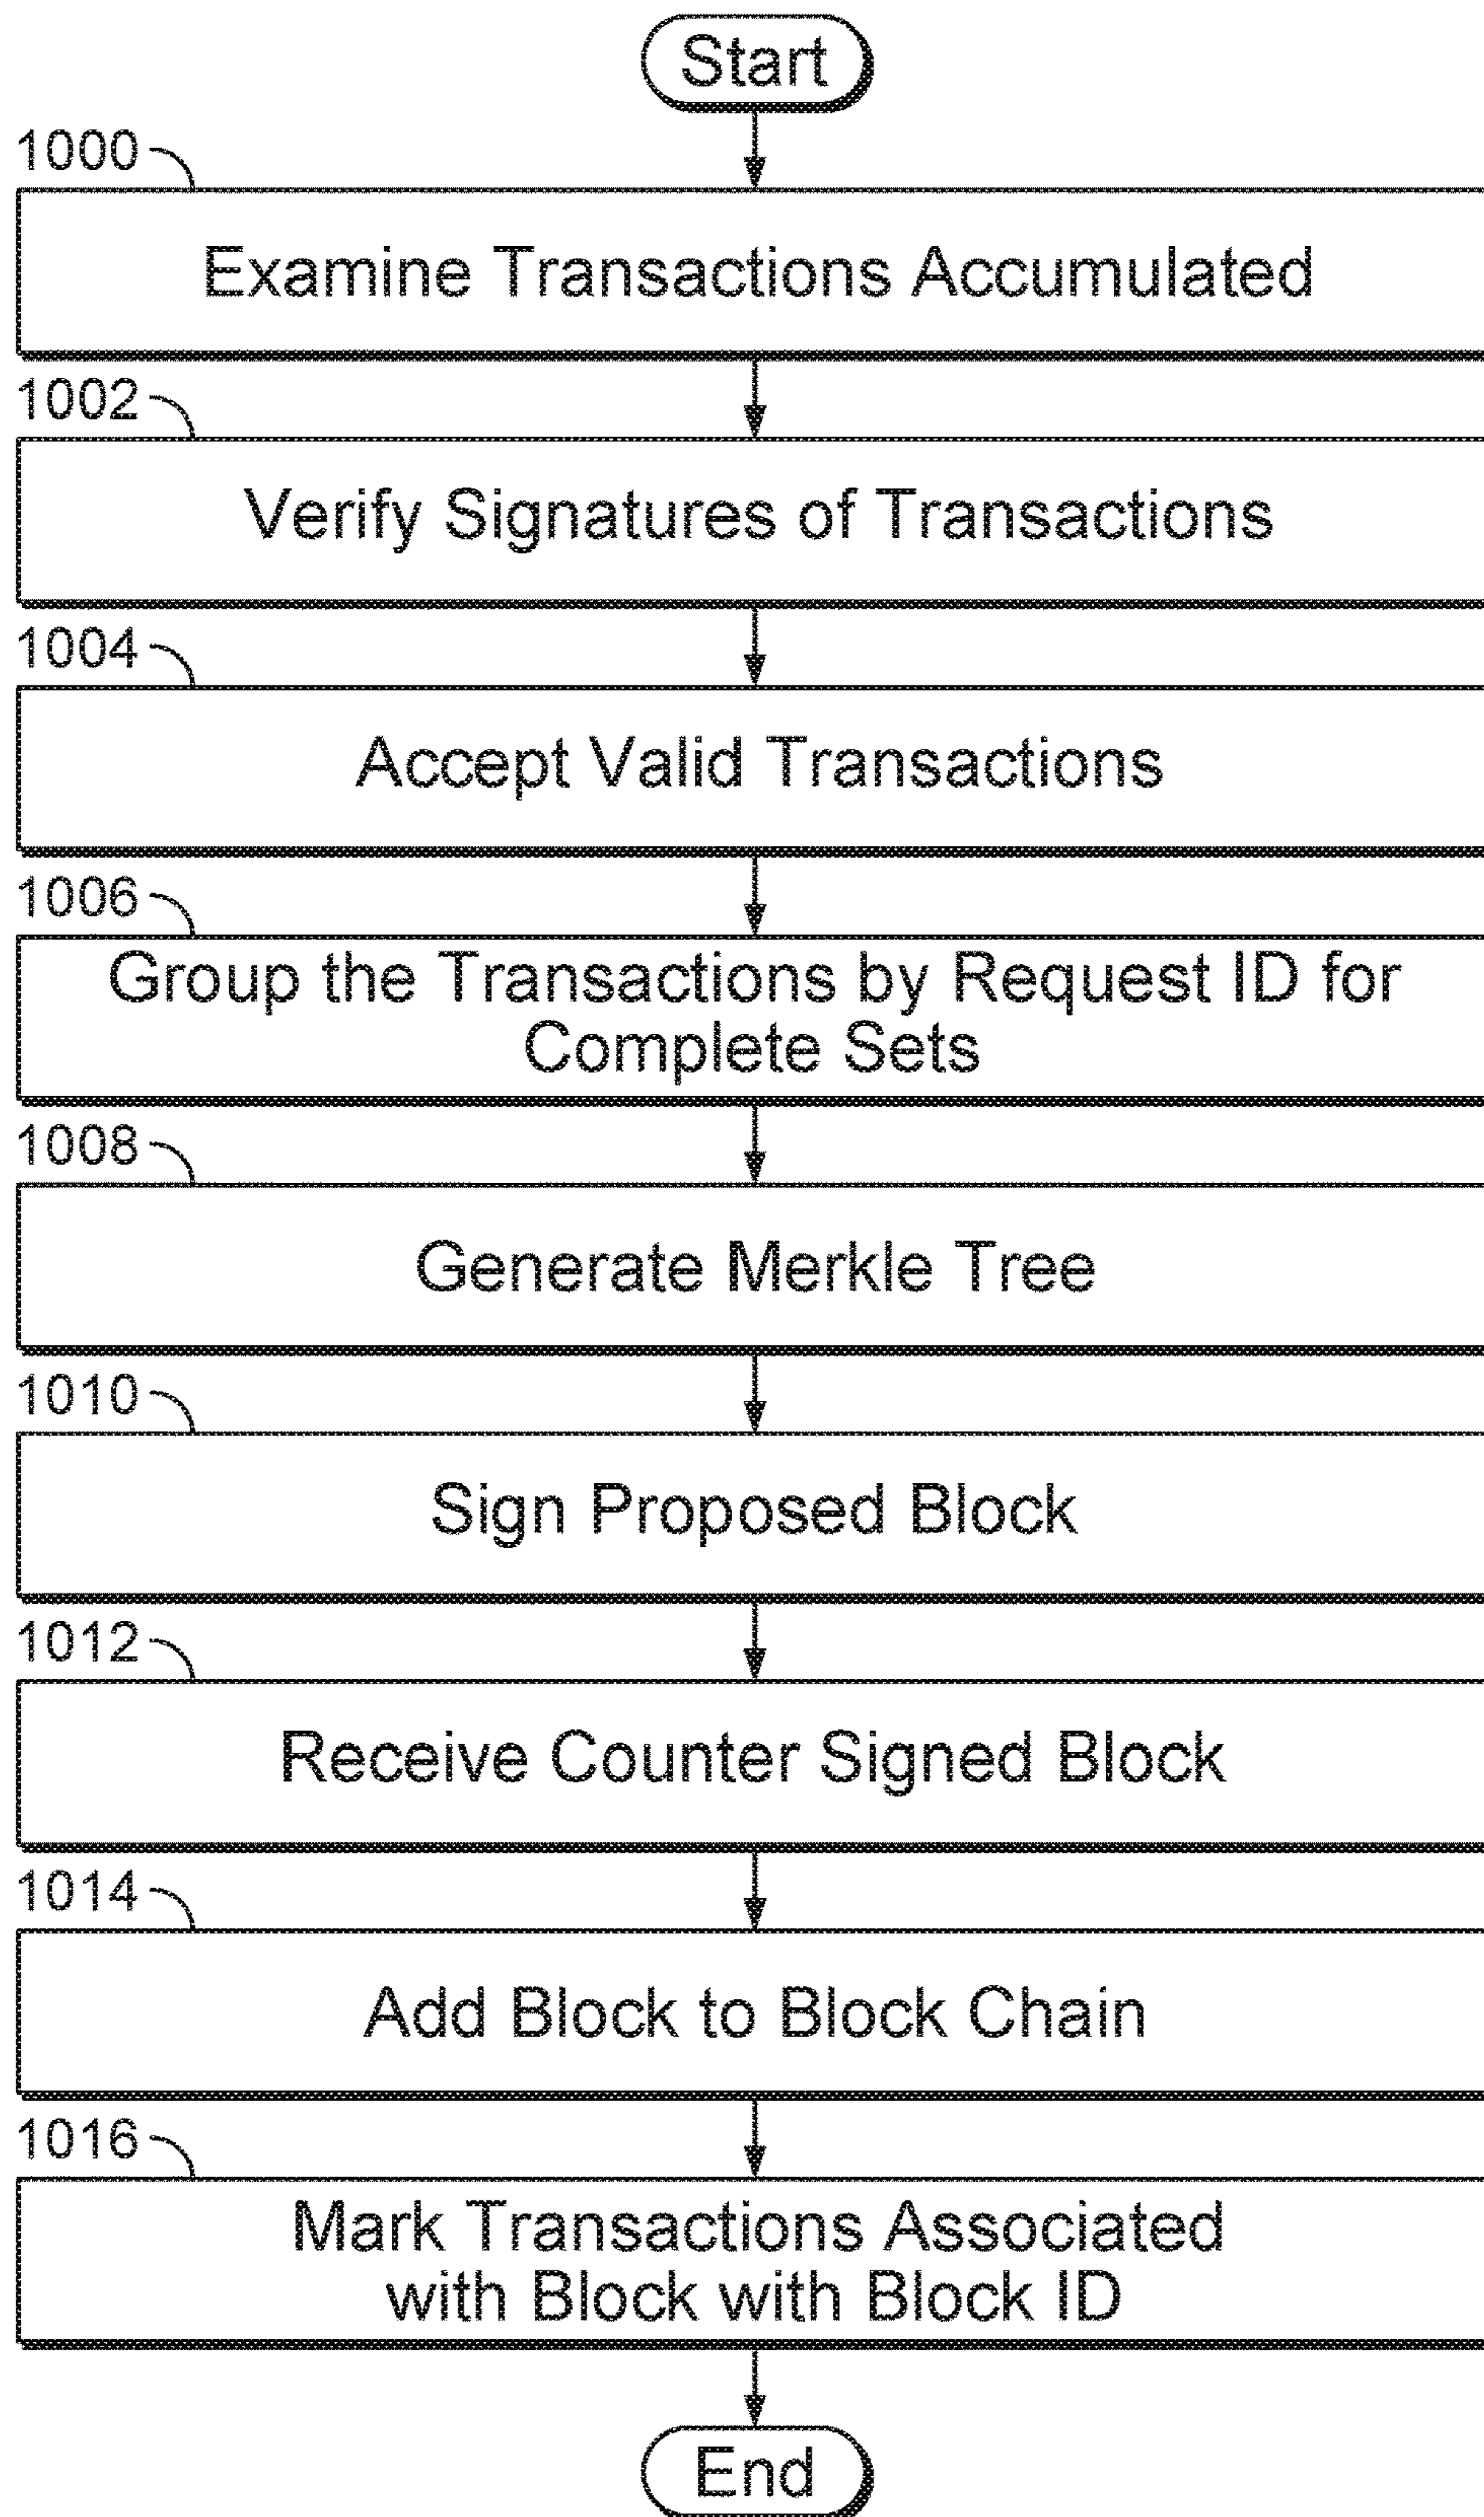 Start
1000
Examine Transactions Accumulated
1002
Verify Signatures of Transactions
1004
Accept Valid Transactions
1006
Group the Transactions by Request ID for
Complete Sets
1008
Generate Merkle Tree
1010
Sign Proposed Block
1012
Receive Counter Signed Block
1014
Add Block to Block Chain
1016
Mark Transactions Associated
with Block with Block ID
End